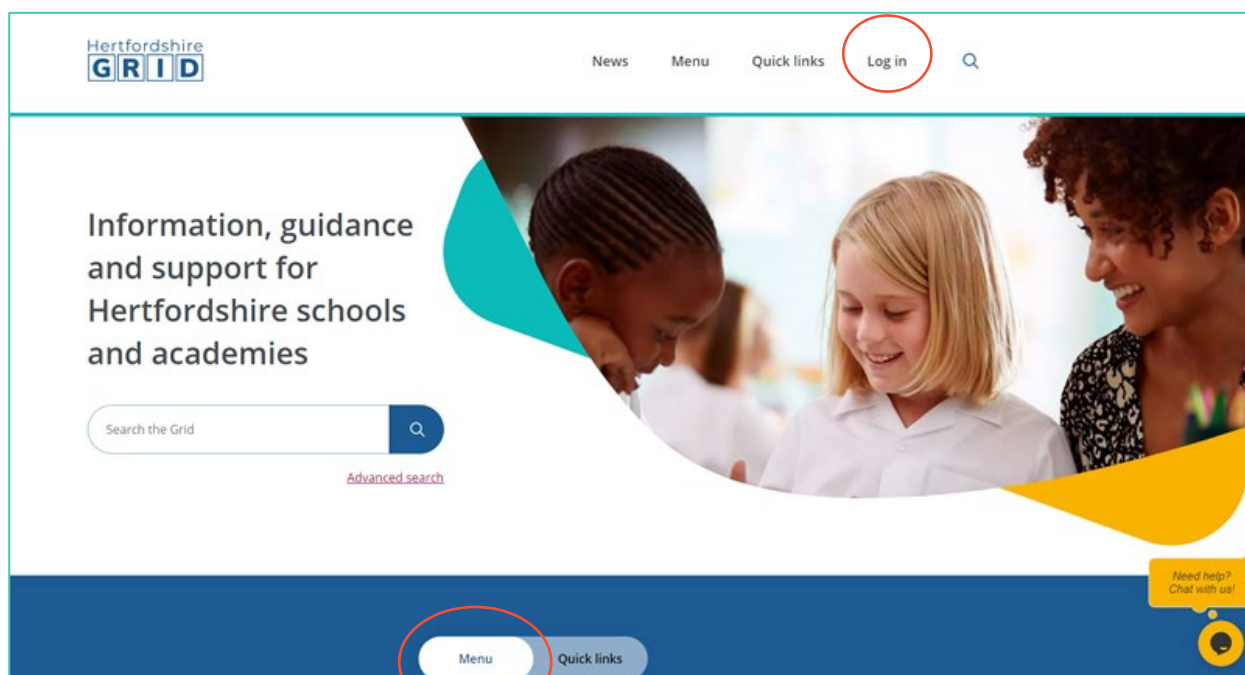 Hertfordshire
GRID
News Menu Quick links Log in
Information, guidance
and support for
Hertfordshire schools
and academies
Search the Grid
Advanced search
Need help?
Chat with us!
Menu Quick links